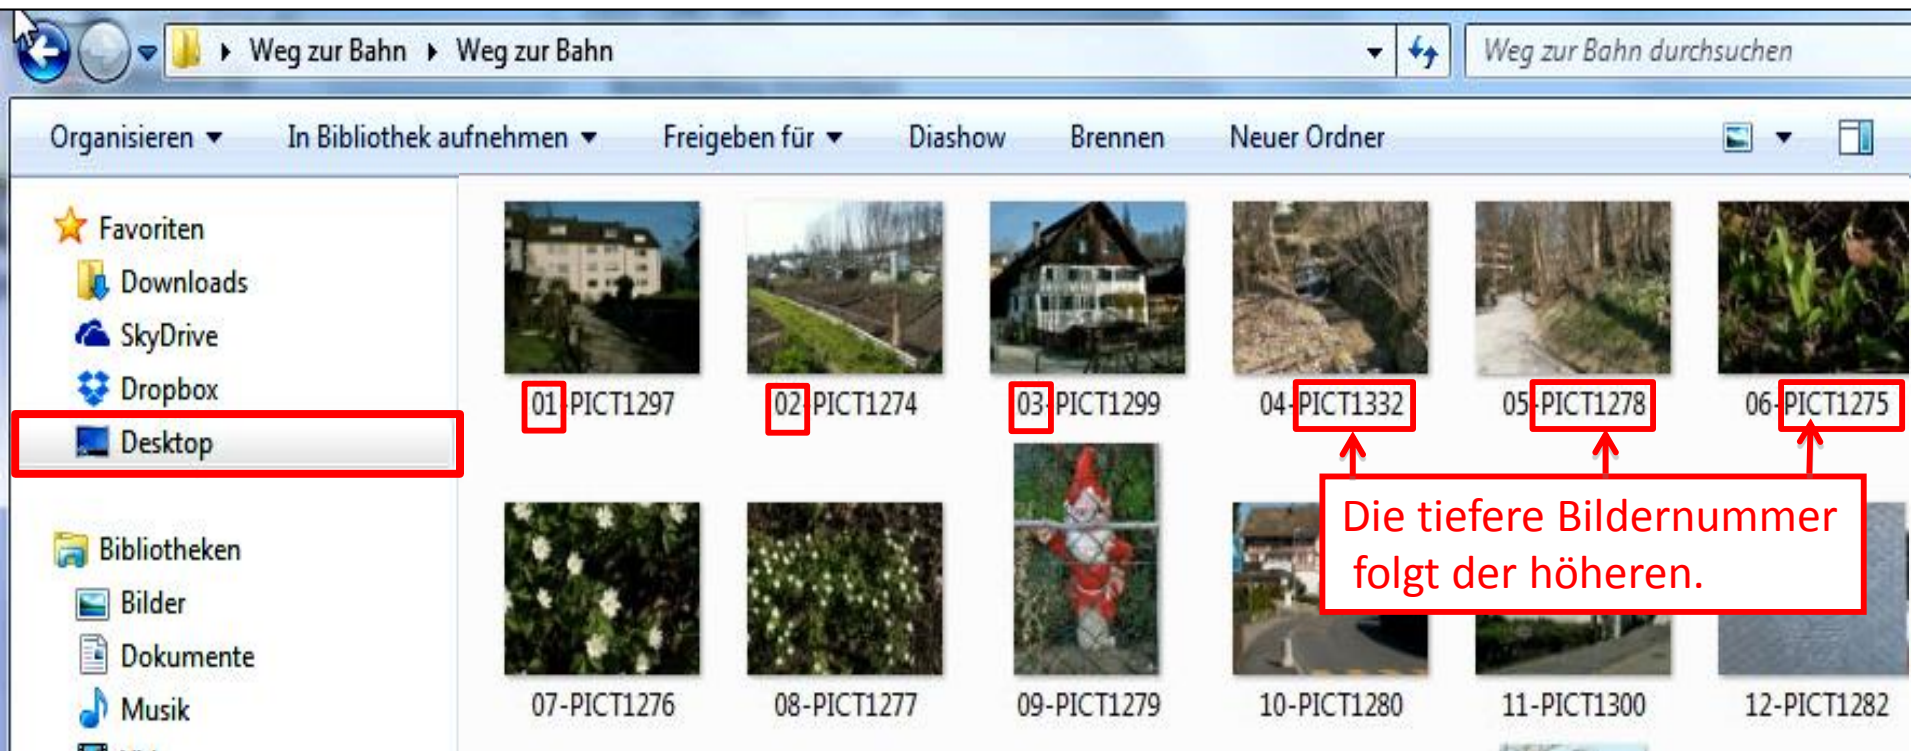 Weg zur Bahn Weg zur Bahn
Weg zur Bahn durchsuchen
Organisieren In Bibliothek aufnehmen Freigeben für Diashow Brennen Neuer Ordner
Favoriten
Downloads
SkyDrive
Dropbox
Desktop
Bibliotheken
Bilder
Dokumente
Musik
01-PICT1297 02-PICT1274 03-PICT1299 04-PICT1332 05-PICT1278 06-PICT1275
Die tiefere Bildernummer
folgt der höheren.
07-PICT1276 08-PICT1277 09-PICT1279 10-PICT1280 11-PICT1300 12-PICT1282